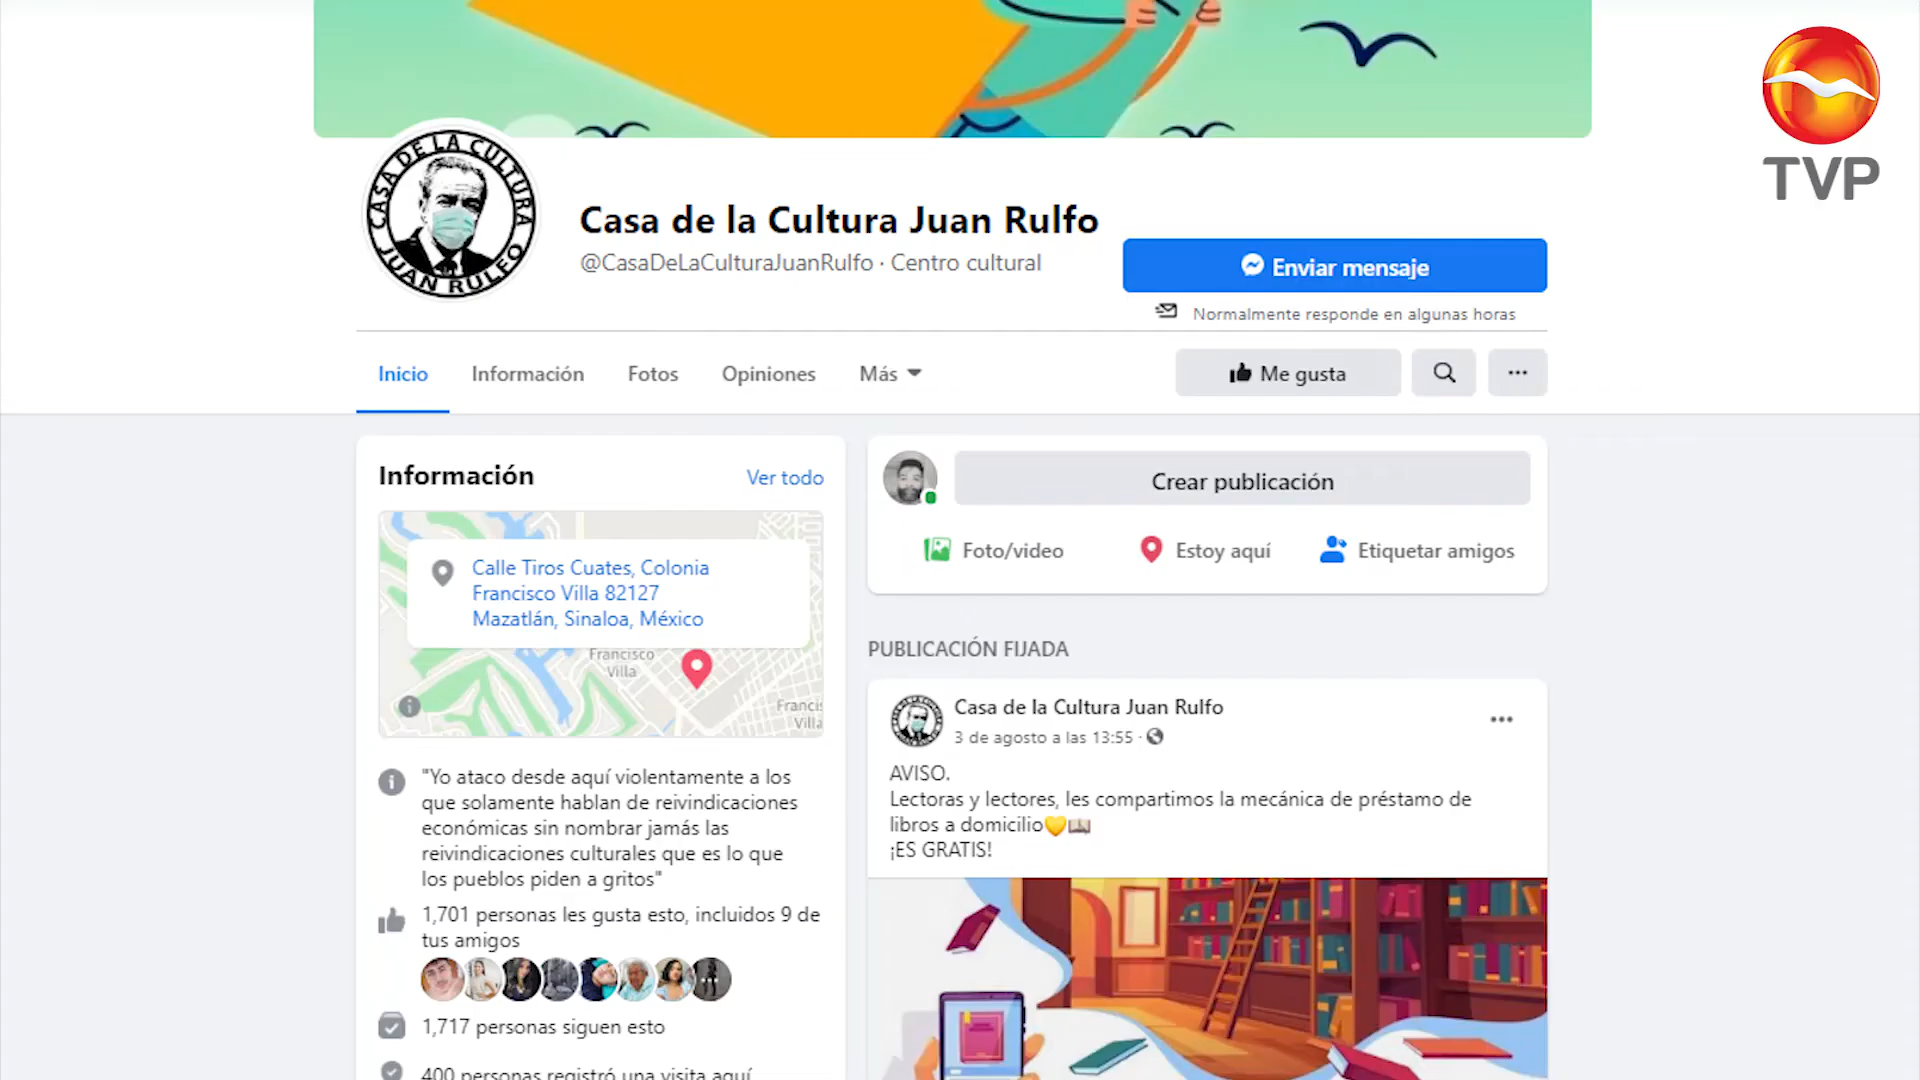 TVP
CASA DE LA CULTURA
JUAN RULFO
Casa de la Cultura Juan Rulfo
@CasaDeLaCulturaJuanRulfo · Centro cultural
Enviar mensaje
Normalmente responde en algunas horas
Inicio
Información
Fotos
Opiniones
Más
Me gusta
Información
Ver todo
Calle Tiros Cuates, Colonia
Francisco Villa 82127
Mazatlán, Sinaloa, México
Francisco
Villa
Francis
Villa
"Yo ataco desde aquí violentamente a los
que solamente hablan de reivindicaciones
económicas sin nombrar jamás las
reivindicaciones culturales que es lo que
los pueblos piden a gritos"
1,701 personas les gusta esto, incluidos 9 de
tus amigos
1,717 personas siguen esto
400 personas registró una visita aquí
Crear publicación
Foto/video
Estoy aquí
Etiquetar amigos
PUBLICACIÓN FIJADA
Casa de la Cultura Juan Rulfo
3 de agosto a las 13:55 ·
AVISO.
Lectoras y lectores, les compartimos la mecánica de préstamo de
libros a domicilio💛📖
¡ES GRATIS!